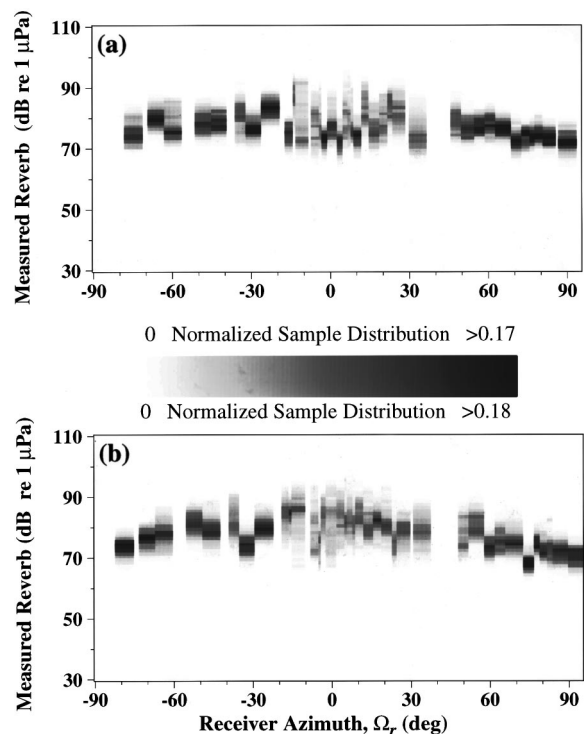 (a)
Measured Reverb (dB re 1 µPa)
110
90
70
50
30
-90 -60 -30 0 30 60 90
0 Normalized Sample Distribution >0.17
0 Normalized Sample Distribution >0.18
(b)
Measured Reverb (dB re 1 µPa)
110
90
70
50
30
-90 -60 -30 0 30 60 90
Receiver Azimuth, Ωr (deg)